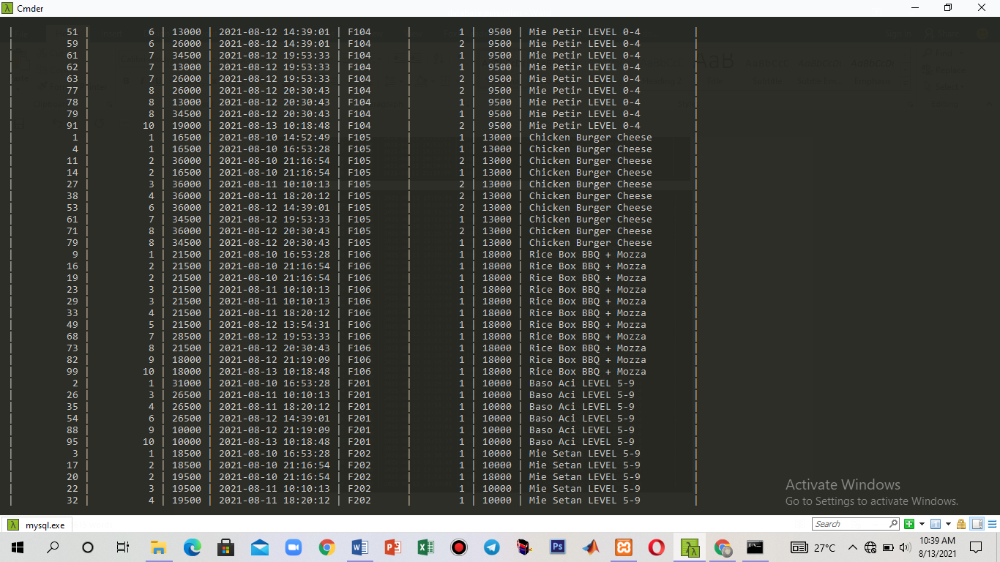 Cmder
| 51 | 6 | 13000 | 2021-08-12 14:39:01 | F104 | 1 | 9500 | Mie Petir LEVEL 0-4 |
| 59 | 6 | 26000 | 2021-08-12 14:39:01 | F104 | 2 | 9500 | Mie Petir LEVEL 0-4 |
| 61 | 7 | 34500 | 2021-08-12 19:53:33 | F104 | 1 | 9500 | Mie Petir LEVEL 0-4 |
| 62 | 7 | 13000 | 2021-08-12 19:53:33 | F104 | 1 | 9500 | Mie Petir LEVEL 0-4 |
| 63 | 7 | 26000 | 2021-08-12 19:53:33 | F104 | 2 | 9500 | Mie Petir LEVEL 0-4 |
| 77 | 8 | 26000 | 2021-08-12 20:30:43 | F104 | 2 | 9500 | Mie Petir LEVEL 0-4 |
| 78 | 8 | 13000 | 2021-08-12 20:30:43 | F104 | 1 | 9500 | Mie Petir LEVEL 0-4 |
| 79 | 8 | 34500 | 2021-08-12 20:30:43 | F104 | 1 | 9500 | Mie Petir LEVEL 0-4 |
| 91 | 10 | 19000 | 2021-08-13 10:18:48 | F104 | 2 | 9500 | Mie Petir LEVEL 0-4 |
| 1 | 1 | 16500 | 2021-08-10 14:52:49 | F105 | 1 | 13000 | Chicken Burger Cheese |
| 4 | 1 | 16500 | 2021-08-10 16:53:28 | F105 | 1 | 13000 | Chicken Burger Cheese |
| 11 | 2 | 36000 | 2021-08-10 21:16:54 | F105 | 2 | 13000 | Chicken Burger Cheese |
| 14 | 2 | 16500 | 2021-08-10 21:16:54 | F105 | 1 | 13000 | Chicken Burger Cheese |
| 27 | 3 | 36000 | 2021-08-11 10:10:13 | F105 | 2 | 13000 | Chicken Burger Cheese |
| 38 | 4 | 36000 | 2021-08-11 18:20:12 | F105 | 2 | 13000 | Chicken Burger Cheese |
| 53 | 6 | 36000 | 2021-08-12 14:39:01 | F105 | 2 | 13000 | Chicken Burger Cheese |
| 61 | 7 | 34500 | 2021-08-12 19:53:33 | F105 | 1 | 13000 | Chicken Burger Cheese |
| 71 | 8 | 36000 | 2021-08-12 20:30:43 | F105 | 2 | 13000 | Chicken Burger Cheese |
| 79 | 8 | 34500 | 2021-08-12 20:30:43 | F105 | 1 | 13000 | Chicken Burger Cheese |
| 9 | 1 | 21500 | 2021-08-10 16:53:28 | F106 | 1 | 18000 | Rice Box BBQ + Mozza |
| 16 | 2 | 21500 | 2021-08-10 21:16:54 | F106 | 1 | 18000 | Rice Box BBQ + Mozza |
| 19 | 2 | 21500 | 2021-08-10 21:16:54 | F106 | 1 | 18000 | Rice Box BBQ + Mozza |
| 23 | 3 | 21500 | 2021-08-11 10:10:13 | F106 | 1 | 18000 | Rice Box BBQ + Mozza |
| 29 | 3 | 21500 | 2021-08-11 10:10:13 | F106 | 1 | 18000 | Rice Box BBQ + Mozza |
| 33 | 4 | 21500 | 2021-08-11 18:20:12 | F106 | 1 | 18000 | Rice Box BBQ + Mozza |
| 49 | 5 | 21500 | 2021-08-12 13:54:31 | F106 | 1 | 18000 | Rice Box BBQ + Mozza |
| 68 | 7 | 28500 | 2021-08-12 19:53:33 | F106 | 1 | 18000 | Rice Box BBQ + Mozza |
| 73 | 8 | 21500 | 2021-08-12 20:30:43 | F106 | 1 | 18000 | Rice Box BBQ + Mozza |
| 82 | 9 | 18000 | 2021-08-12 21:19:09 | F106 | 1 | 18000 | Rice Box BBQ + Mozza |
| 99 | 10 | 18000 | 2021-08-13 10:18:48 | F106 | 1 | 18000 | Rice Box BBQ + Mozza |
| 2 | 1 | 31000 | 2021-08-10 16:53:28 | F201 | 1 | 10000 | Baso Aci LEVEL 5-9 |
| 26 | 3 | 26500 | 2021-08-11 10:10:13 | F201 | 1 | 10000 | Baso Aci LEVEL 5-9 |
| 35 | 4 | 26500 | 2021-08-11 18:20:12 | F201 | 1 | 10000 | Baso Aci LEVEL 5-9 |
| 54 | 6 | 26500 | 2021-08-12 14:39:01 | F201 | 1 | 10000 | Baso Aci LEVEL 5-9 |
| 88 | 9 | 10000 | 2021-08-12 21:19:09 | F201 | 1 | 10000 | Baso Aci LEVEL 5-9 |
| 95 | 10 | 10000 | 2021-08-13 10:18:48 | F201 | 1 | 10000 | Baso Aci LEVEL 5-9 |
| 3 | 1 | 18500 | 2021-08-10 16:53:28 | F202 | 1 | 10000 | Mie Setan LEVEL 5-9 |
| 17 | 2 | 18500 | 2021-08-10 21:16:54 | F202 | 1 | 10000 | Mie Setan LEVEL 5-9 |
| 20 | 2 | 19500 | 2021-08-10 21:16:54 | F202 | 1 | 18000 | Mie Setan LEVEL 5-9 |
| 22 | 3 | 19500 | 2021-08-11 10:10:13 | F202 | 1 | 10000 | Mie Setan LEVEL 5-9 |
| 32 | 4 | 19500 | 2021-08-11 18:20:12 | F202 | 1 | 10000 | Mie Setan LEVEL 5-9 |
Activate Windows
Go to Settings to activate Windows.
mysql.exe
Search
27°C
10:39 AM
8/13/2021